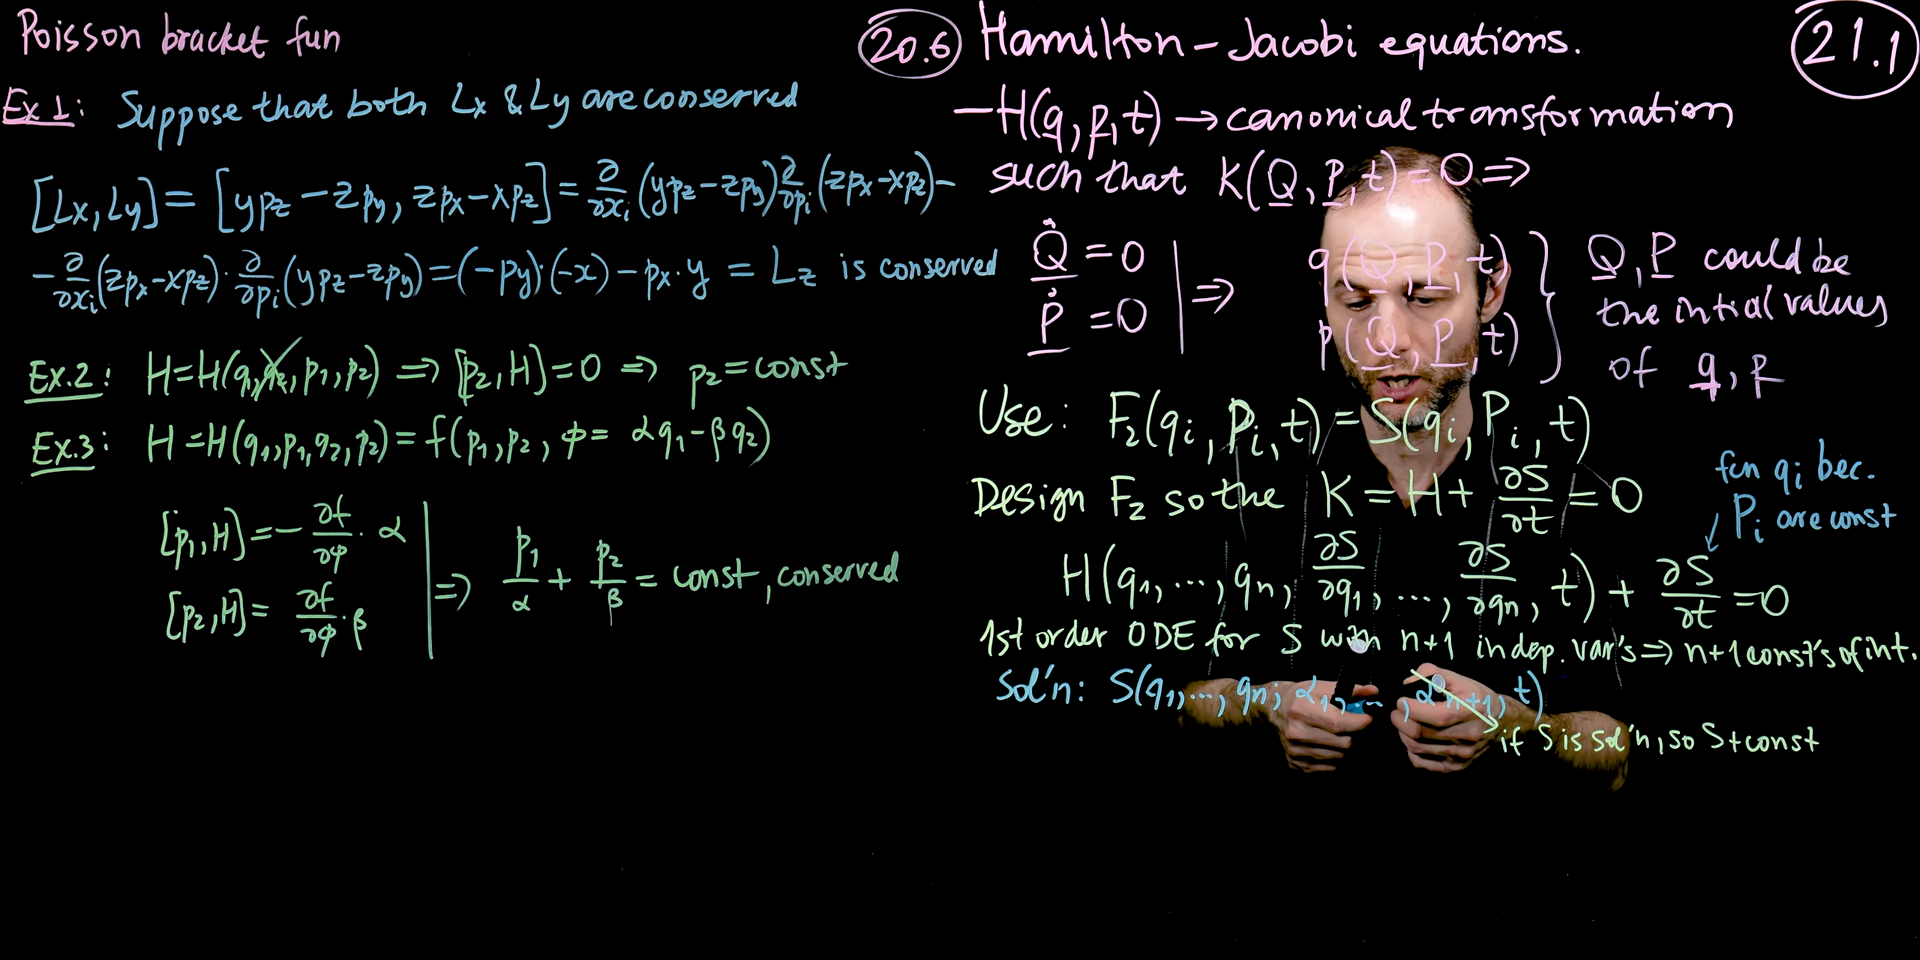 Poisson bracket fun
20.6
Ex 1: Suppose that both Lx & Ly are conserved
[Lx, Ly] = [ypz − zpy, zpx − xpz] = ∂/∂xi (ypz − zpy) ∂/∂pi (zpx − xpz) −
− ∂/∂xi (zpx − xpz) · ∂/∂pi (ypz − zpy) = (−py)·(−x) − px·y = Lz is conserved
Ex.2: H = H(q1, q2, p1, p2) ⇒ [p2, H] = 0 ⇒ p2 = const
Ex.3: H = H(q1, p1, q2, p2) = f(p1, p2, φ = αq1 − βq2)
[p1, H] = − ∂f/∂φ · α
[p2, H] = ∂f/∂φ · β
⇒ p1/α + p2/β = const, conserved
Hamilton – Jacobi equations.
21.1
− H(q, p, t) → canonical transformation
such that K(Q, P, t) = 0 ⇒
Q̇ = 0
Ṗ = 0
⇒ q(Q, P, t)
p(Q, P, t)
} Q, P could be
the intial values
of q, p
Use: F2(qi, Pi, t) = S(qi, Pi, t)
Design F2 so the K = H + ∂S/∂t = 0
fcn qi bec.
Pi are const
H(q1, ..., qn, ∂S/∂q1, ..., ∂S/∂qn, t) + ∂S/∂t = 0
1st order ODE for S with n+1 indep. var's ⇒ n+1 const's of int.
Sol'n: S(q1, ..., qn; α1, ..., αn+1, t)
if S is sol'n, so S + const